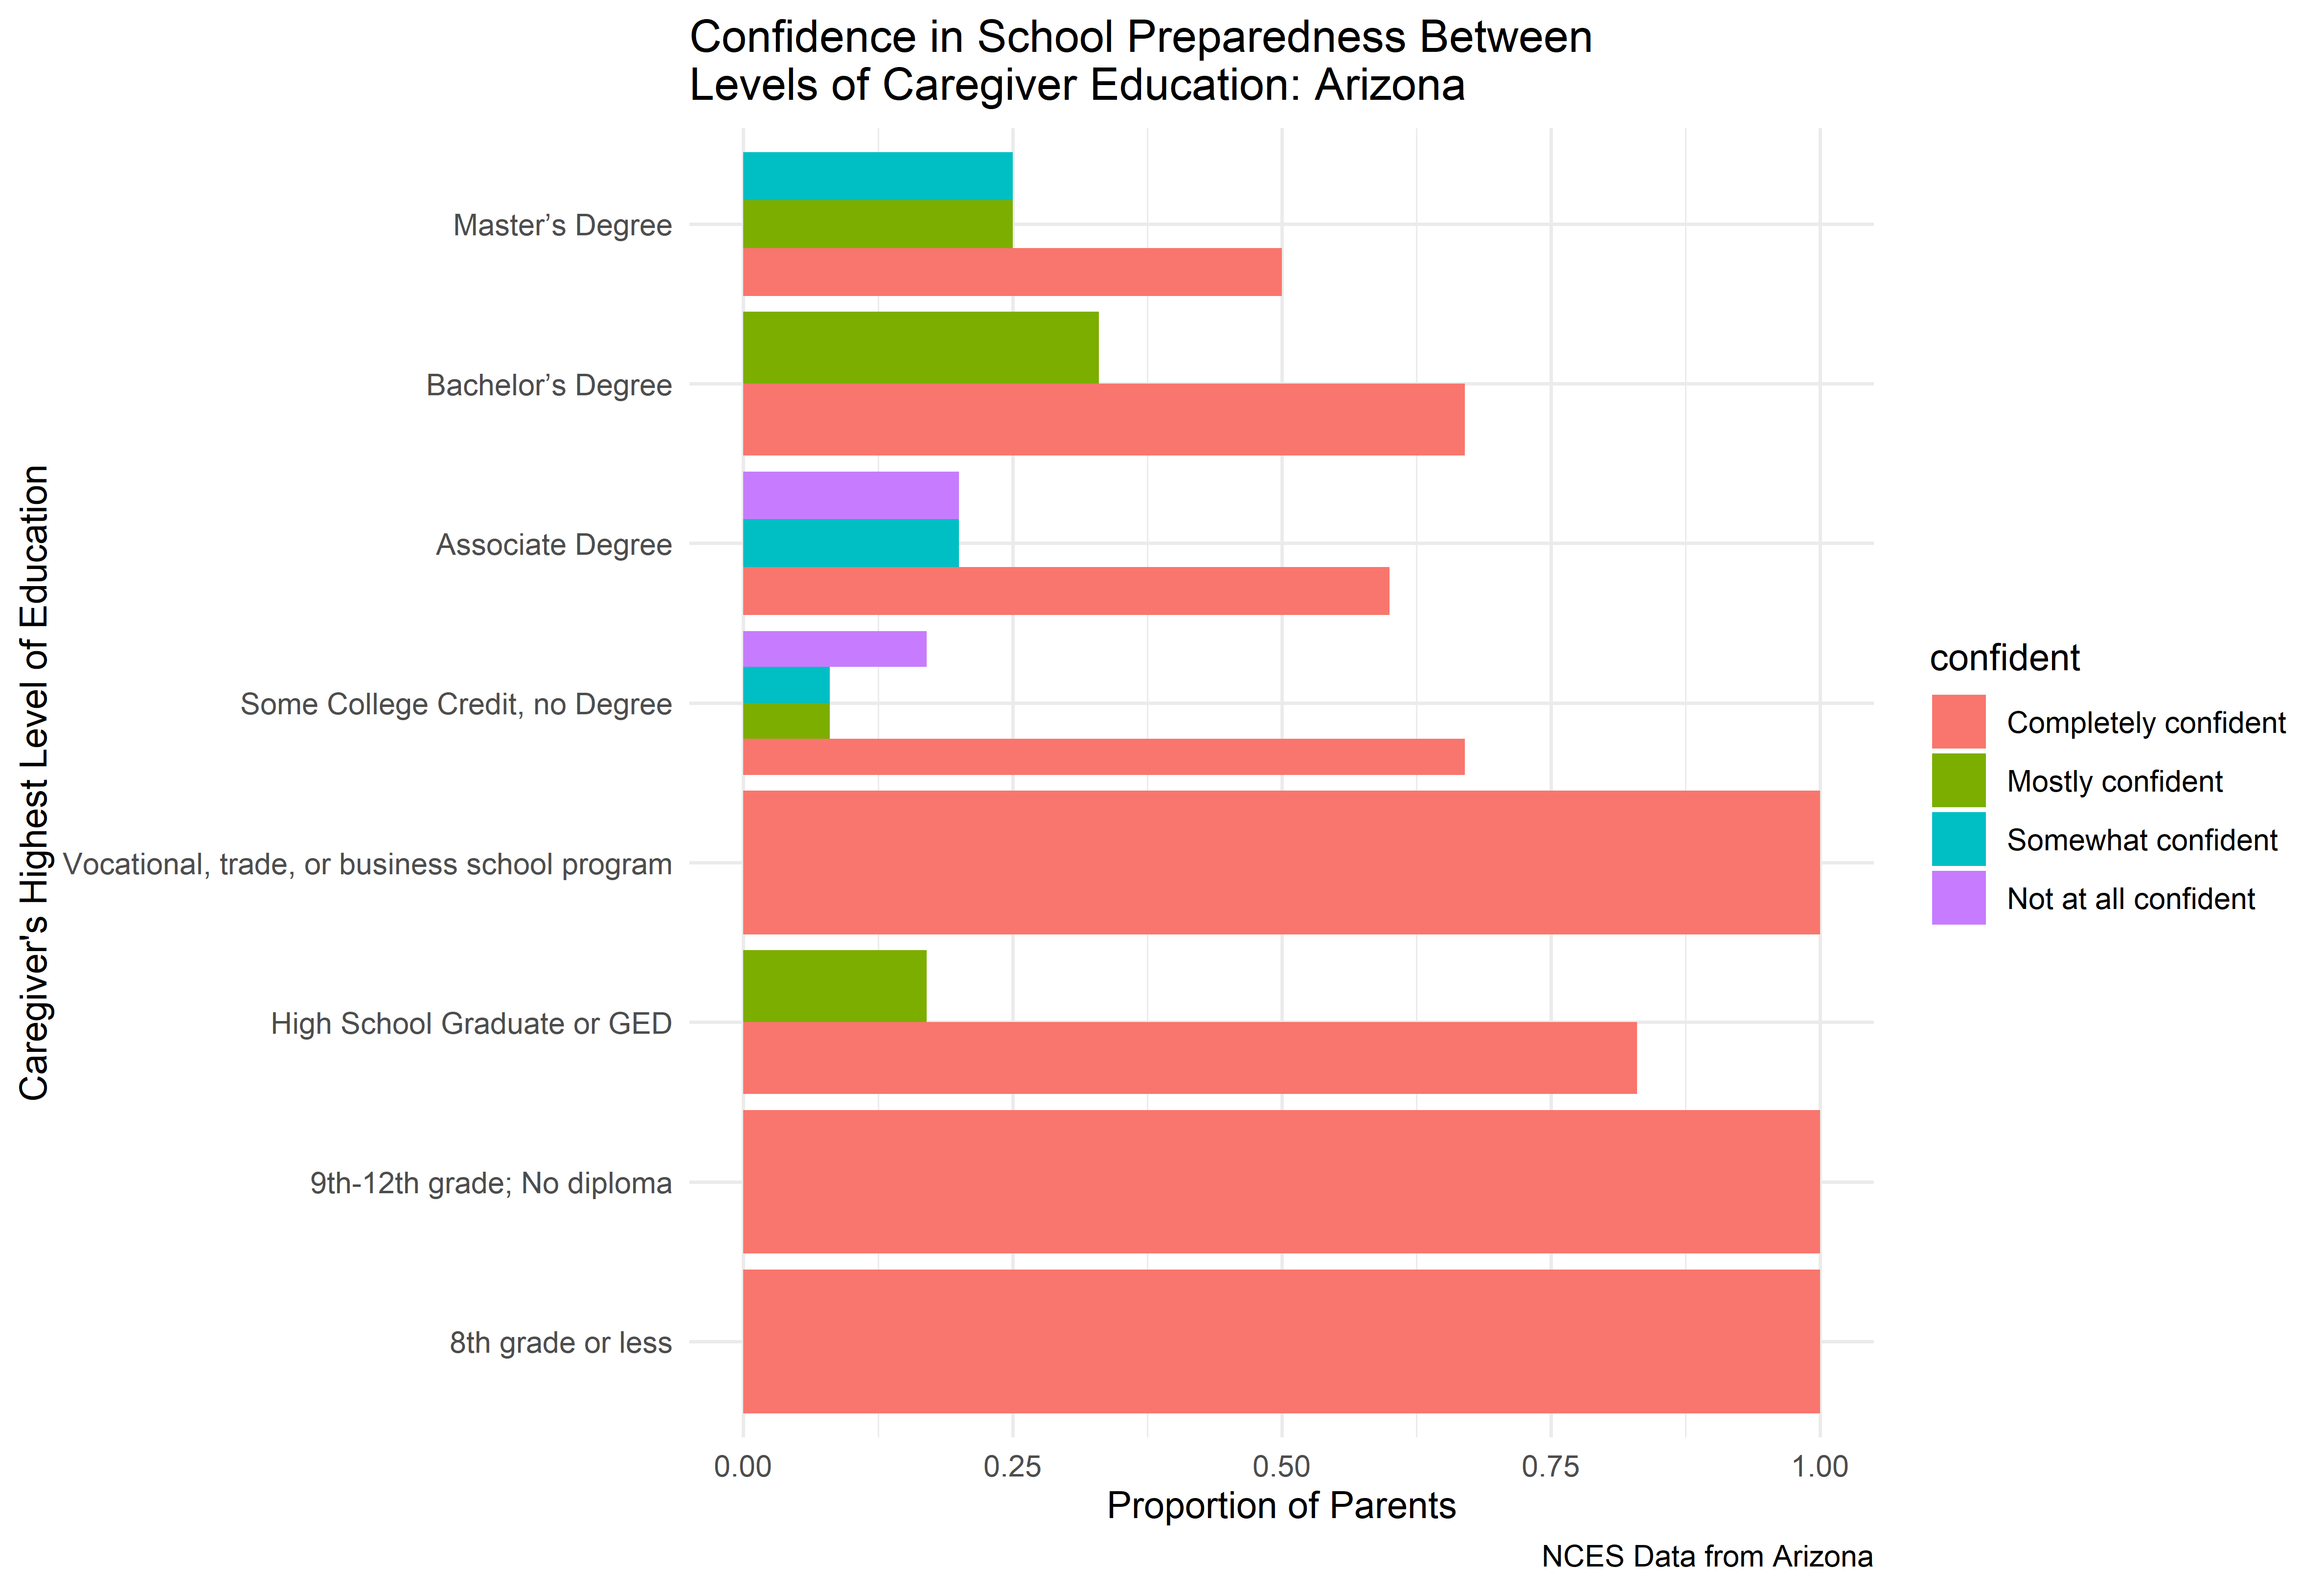 Confidence in School Preparedness Between
Levels of Caregiver Education: Arizona
Caregiver's Highest Level of Education
Master’s Degree
Bachelor’s Degree
Associate Degree
Some College Credit, no Degree
Vocational, trade, or business school program
High School Graduate or GED
9th-12th grade; No diploma
8th grade or less
0.00 0.25 0.50 0.75 1.00
Proportion of Parents
confident
Completely confident
Mostly confident
Somewhat confident
Not at all confident
NCES Data from Arizona